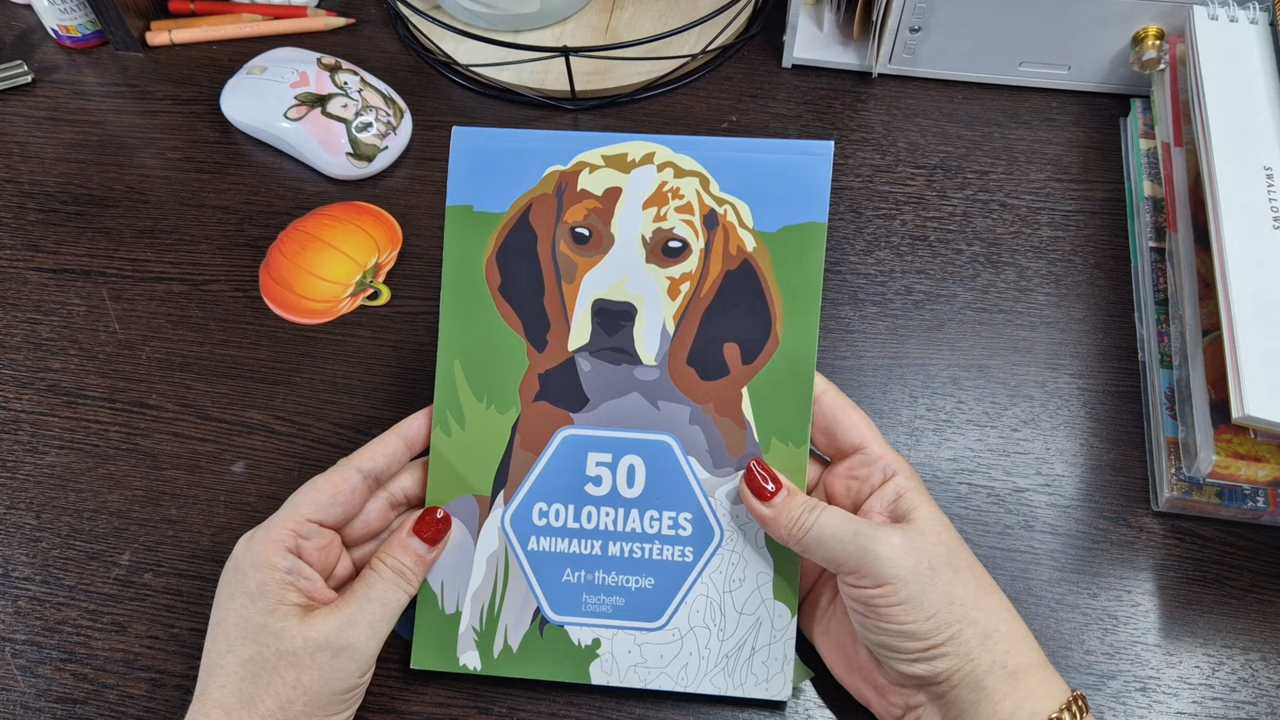 50
COLORIAGES
ANIMAUX MYSTÈRES
Art•thérapie
hachette
LOISIRS
SWALLOWS